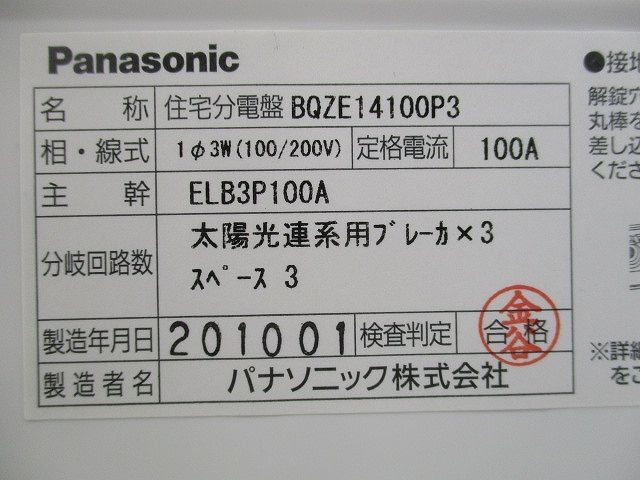 Panasonic
名称 住宅分電盤 BQZE14100P3
相・線式 1φ3W(100/200V) 定格電流 100A
主幹 ELB3P100A
分岐回路数 太陽光連系用ブレーカ×3
スペース 3
製造年月日 201001 検査判定 合格
金谷
製造者名 パナソニック株式会社
●接地
解錠穴
丸棒を
差し込
くださ
※詳細
をご